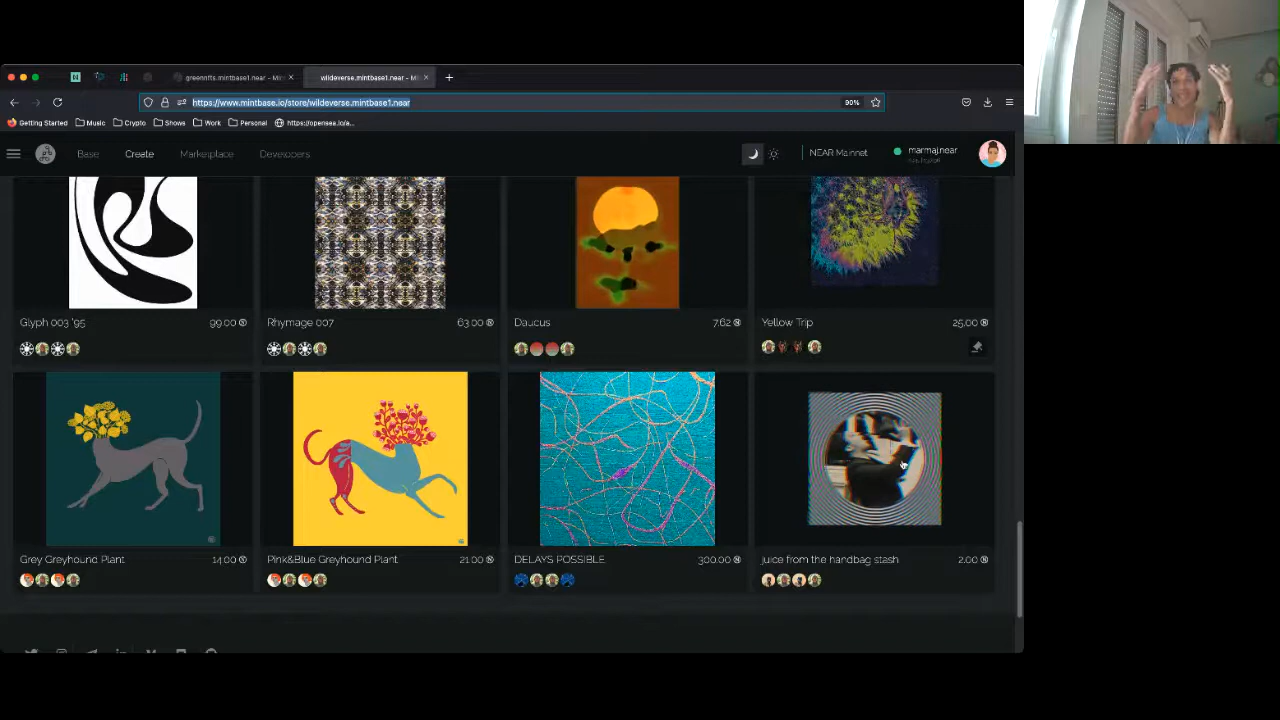 greennfts.mintbase1.near - Min
wildeverse.mintbase1.near - Mi
https://www.mintbase.io/store/wildeverse.mintbase1.near
90%
Getting Started
Music
Crypto
Shows
Work
Personal
https://opensea.io/a...
Base
Create
Marketplace
Developers
NEAR Mainnet
marmaj.near
Glyph 003 '95
99.00
Rhymage 007
63.00
Daucus
7.62
Yellow Trip
25.00
Grey Greyhound Plant
14.00
Pink&Blue Greyhound Plant
21.00
DELAYS POSSIBLE
300.00
juice from the handbag stash
2.00